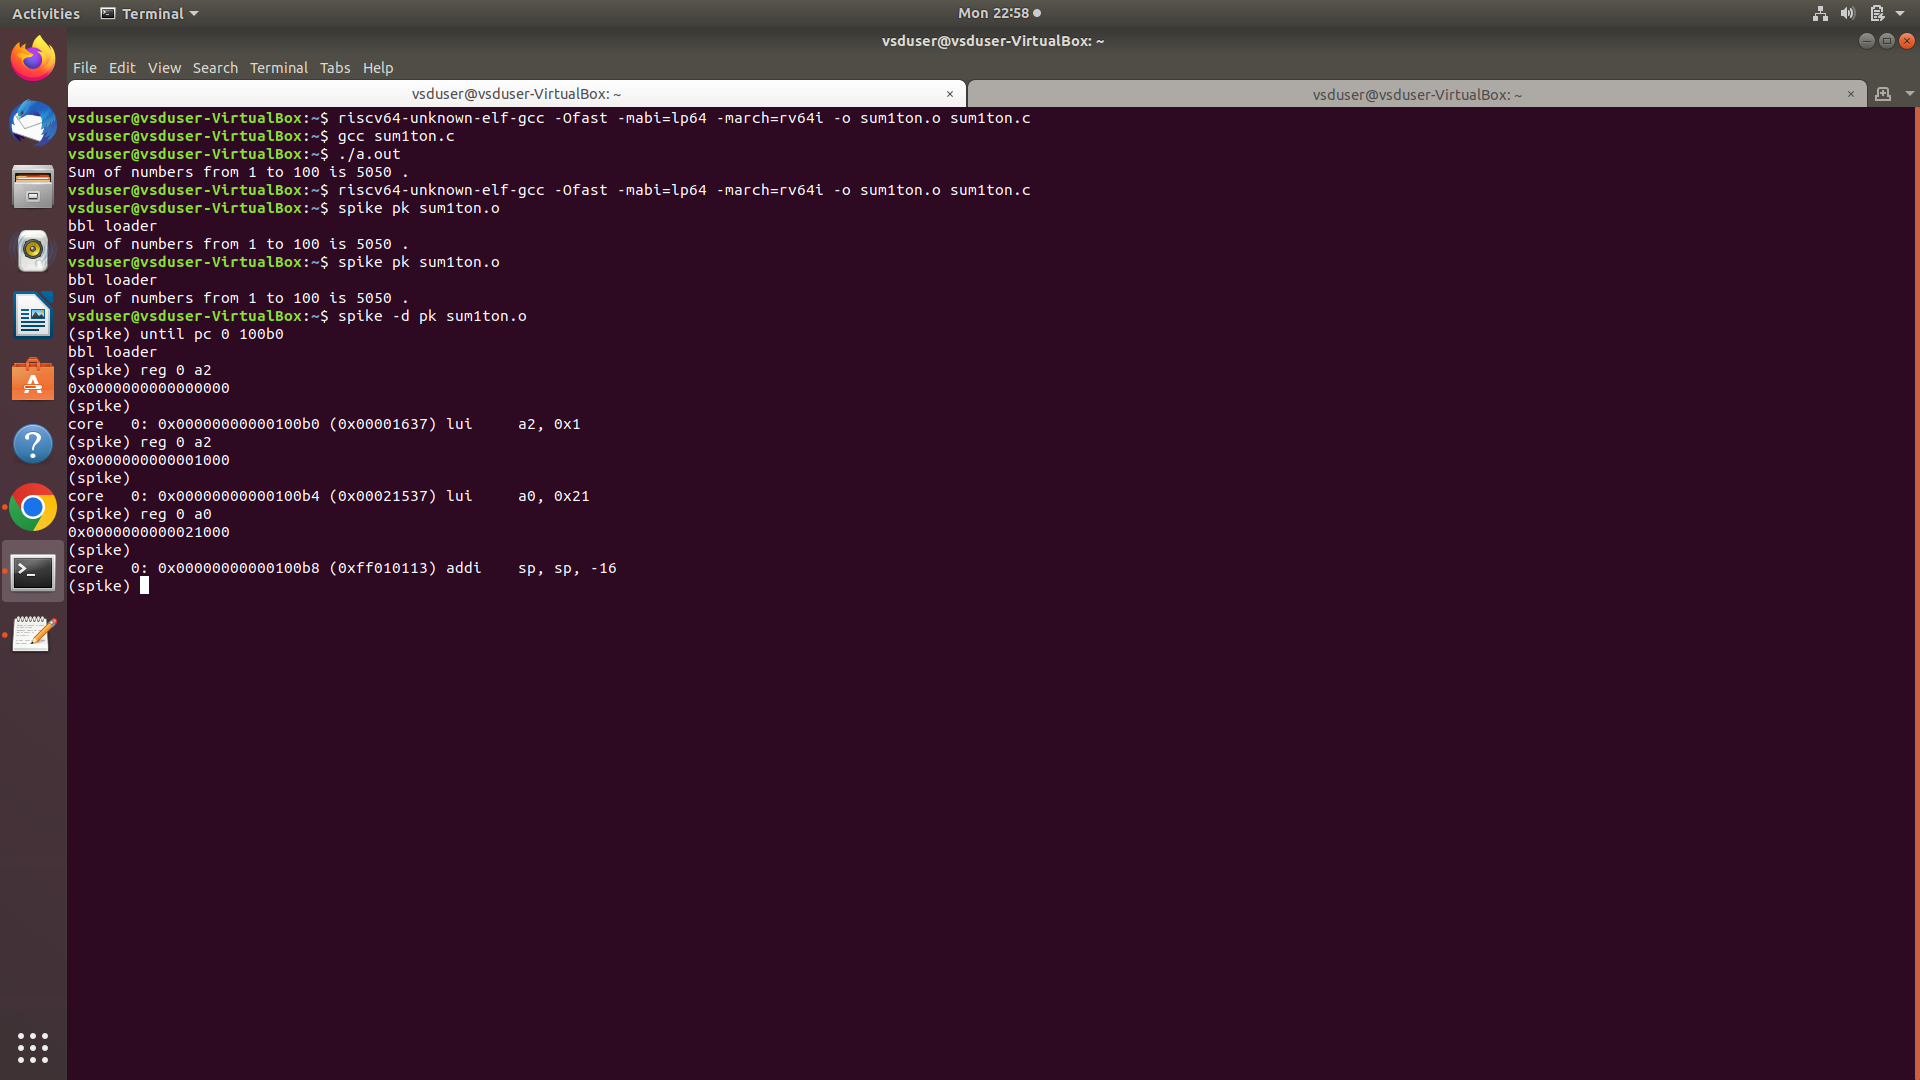 Activities
Terminal
Mon 22:58
vsduser@vsduser-VirtualBox: ~
File Edit View Search Terminal Tabs Help
vsduser@vsduser-VirtualBox: ~ ×
vsduser@vsduser-VirtualBox: ~ ×
vsduser@vsduser-VirtualBox:~$ riscv64-unknown-elf-gcc -Ofast -mabi=lp64 -march=rv64i -o sum1ton.o sum1ton.c
vsduser@vsduser-VirtualBox:~$ gcc sum1ton.c
vsduser@vsduser-VirtualBox:~$ ./a.out
Sum of numbers from 1 to 100 is 5050 .
vsduser@vsduser-VirtualBox:~$ riscv64-unknown-elf-gcc -Ofast -mabi=lp64 -march=rv64i -o sum1ton.o sum1ton.c
vsduser@vsduser-VirtualBox:~$ spike pk sum1ton.o
bbl loader
Sum of numbers from 1 to 100 is 5050 .
vsduser@vsduser-VirtualBox:~$ spike pk sum1ton.o
bbl loader
Sum of numbers from 1 to 100 is 5050 .
vsduser@vsduser-VirtualBox:~$ spike -d pk sum1ton.o
(spike) until pc 0 100b0
bbl loader
(spike) reg 0 a2
0x0000000000000000
(spike)
core   0: 0x00000000000100b0 (0x00001637) lui     a2, 0x1
(spike) reg 0 a2
0x0000000000001000
(spike)
core   0: 0x00000000000100b4 (0x00021537) lui     a0, 0x21
(spike) reg 0 a0
0x0000000000021000
(spike)
core   0: 0x00000000000100b8 (0xff010113) addi    sp, sp, -16
(spike)